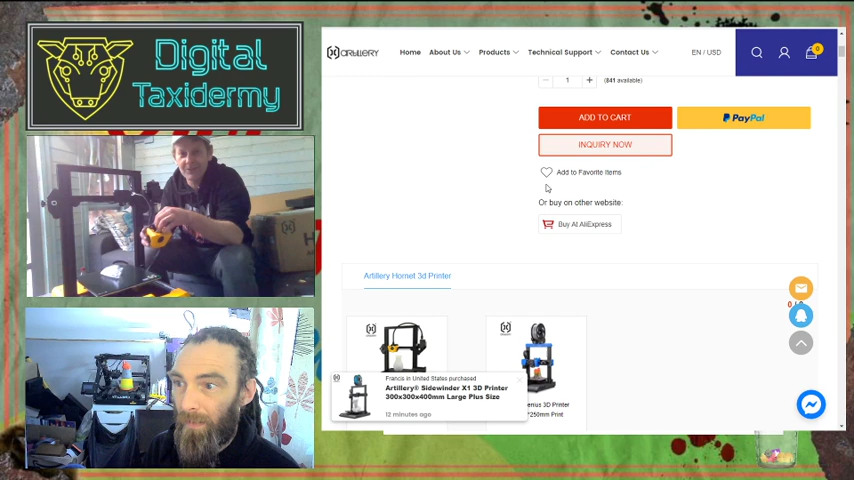 Digital
Taxidermy
ARTILLERY
Home
About Us
Products
Technical Support
Contact Us
EN / USD
0
1
(841 available)
ADD TO CART
PayPal
INQUIRY NOW
Add to Favorite Items
Or buy on other website:
Buy At AliExpress
Artillery Hornet 3d Printer
Francis in United States purchased
Artillery® Sidewinder X1 3D Printer
300x300x400mm Large Plus Size
12 minutes ago
enius 3D Printer
250mm Print